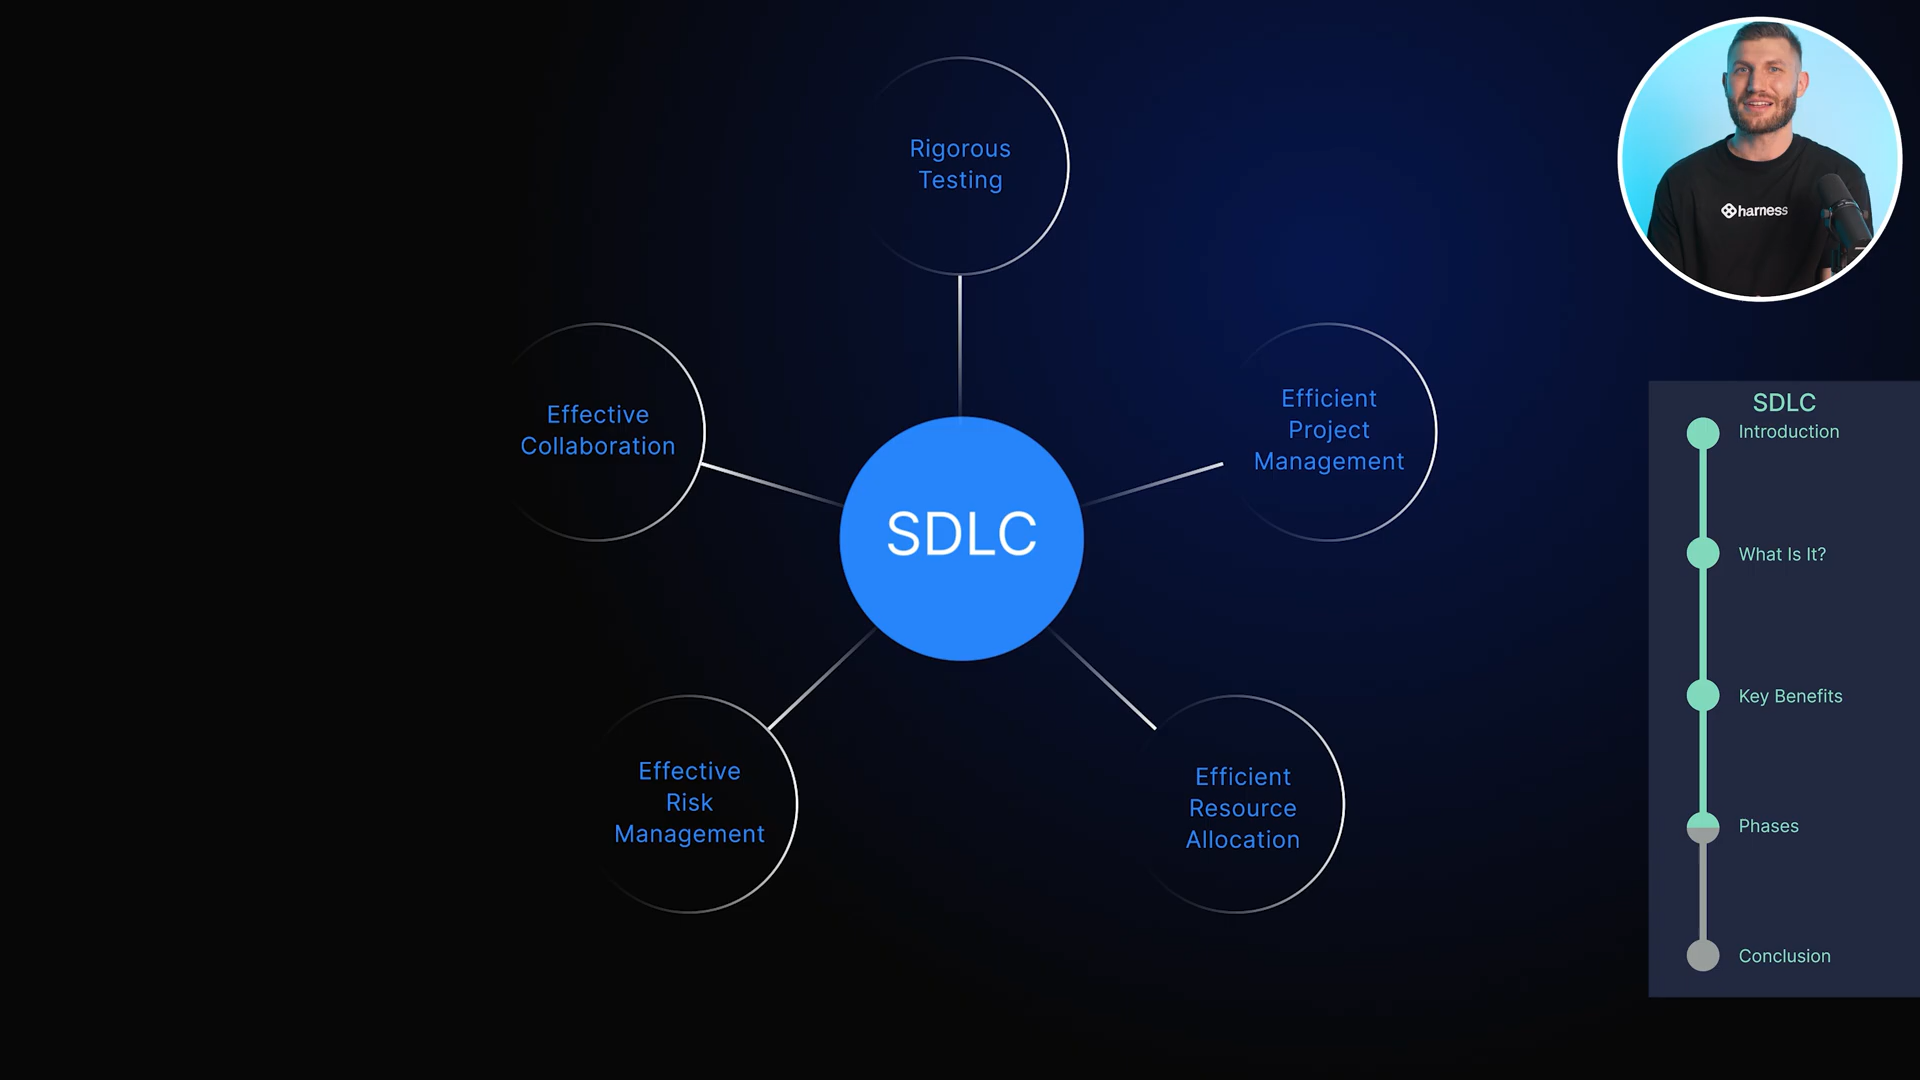 Rigorous
Testing
Effective
Collaboration
Efficient
Project
Management
SDLC
Effective
Risk
Management
Efficient
Resource
Allocation
harness
SDLC
Introduction
What Is It?
Key Benefits
Phases
Conclusion